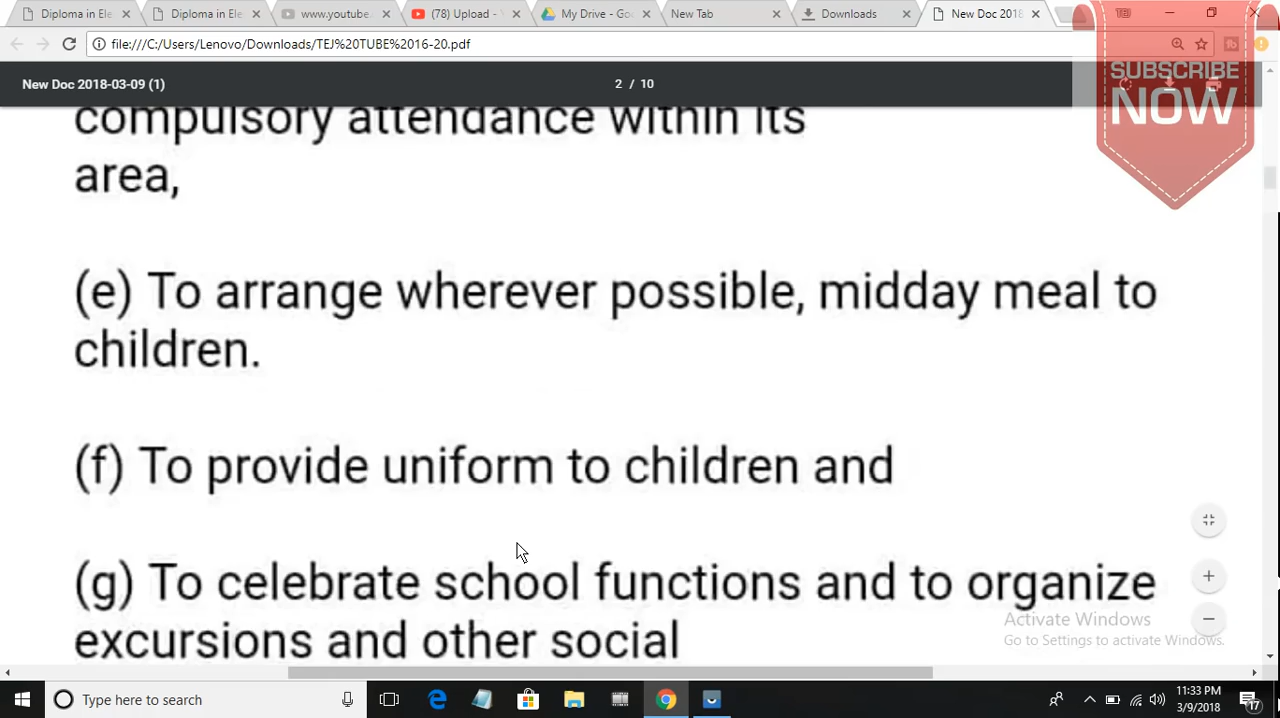 Diploma in Ele
Diploma in Ele
www.youtube.
(78) Upload -
My Drive - Go
New Tab
Downloads
New Doc 2018
TEJ
file:///C:/Users/Lenovo/Downloads/TEJ%20TUBE%2016-20.pdf
New Doc 2018-03-09 (1)
2 / 10
SUBSCRIBE
NOW
compulsory attendance within its
area,
(e) To arrange wherever possible, midday meal to
children.
(f) To provide uniform to children and
(g) To celebrate school functions and to organize
excursions and other social
Activate Windows
Go to Settings to activate Windows.
Type here to search
11:33 PM
3/9/2018
17